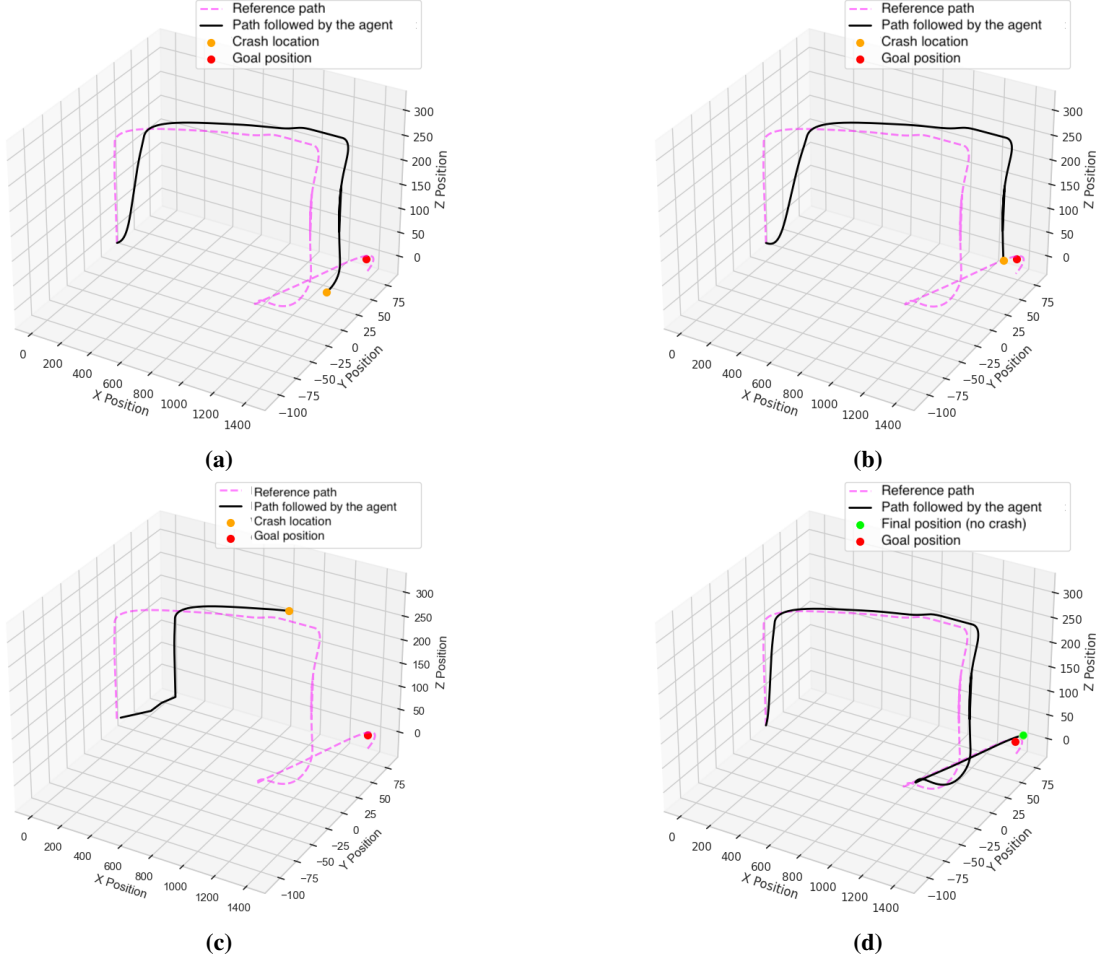 Reference path
Path followed by the agent
Crash location
Goal position
300
250
200
150
100
50
0
Z Position
75
50
25
0
−25
−50
−75
−100
Y Position
0
200
400
600
800
1000
1200
1400
X Position
(a)
Reference path
Path followed by the agent
Crash location
Goal position
300
250
200
150
100
50
0
Z Position
75
50
25
0
−25
−50
−75
−100
Y Position
0
200
400
600
800
1000
1200
1400
X Position
(b)
Reference path
Path followed by the agent
Crash location
Goal position
300
250
200
150
100
50
0
Z Position
75
50
25
0
−25
−50
−75
−100
Y Position
0
200
400
600
800
1000
1200
1400
X Position
(c)
Reference path
Path followed by the agent
Final position (no crash)
Goal position
300
250
200
150
100
50
0
Z Position
75
50
25
0
−25
−50
−75
−100
Y Position
0
200
400
600
800
1000
1200
1400
X Position
(d)